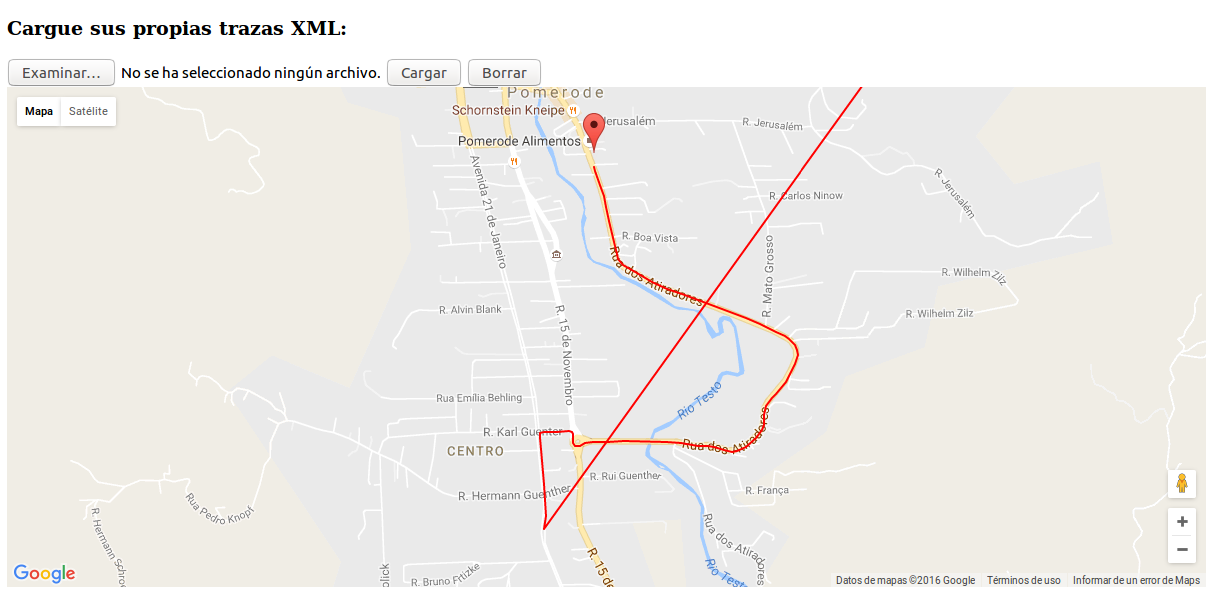 Cargue sus propias trazas XML:
Examinar... No se ha seleccionado ningún archivo. Cargar Borrar
Mapa Satélite
Pomerode
Schornstein Kneipe
Jerusalém
R. Jerusalém
Pomerode Alimentos
Avenida 21 de Janeiro
R. Jerusalém
R. Carlos Ninow
R. Boa Vista
Rua dos Atiradores
R. Mato Grosso
R. Wilhelm Zilz
R. Alvin Blank
R. 15 de Novembro
R. Wilhelm Zilz
Rua Emília Behling
Rio Testo
R. Karl Guenter
Rua dos Atiradores
CENTRO
R. Rui Guenther
R. Hermann Guenther
R. França
Rua Pedro Knopf
R. Hermann Schro
Rua dos Atiradores
R. 15 de
olick
R. Bruno Fritzke
Rio Testo
Google
Datos de mapas ©2016 Google Términos de uso Informar de un error de Maps